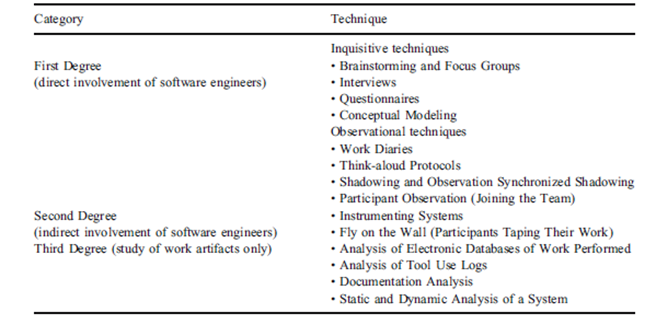 Category Technique
Inquisitive techniques
First Degree • Brainstorming and Focus Groups
(direct involvement of software engineers) • Interviews
• Questionnaires
• Conceptual Modeling
Observational techniques
• Work Diaries
• Think-aloud Protocols
• Shadowing and Observation Synchronized Shadowing
• Participant Observation (Joining the Team)
Second Degree • Instrumenting Systems
(indirect involvement of software engineers) • Fly on the Wall (Participants Taping Their Work)
Third Degree (study of work artifacts only) • Analysis of Electronic Databases of Work Performed
• Analysis of Tool Use Logs
• Documentation Analysis
• Static and Dynamic Analysis of a System